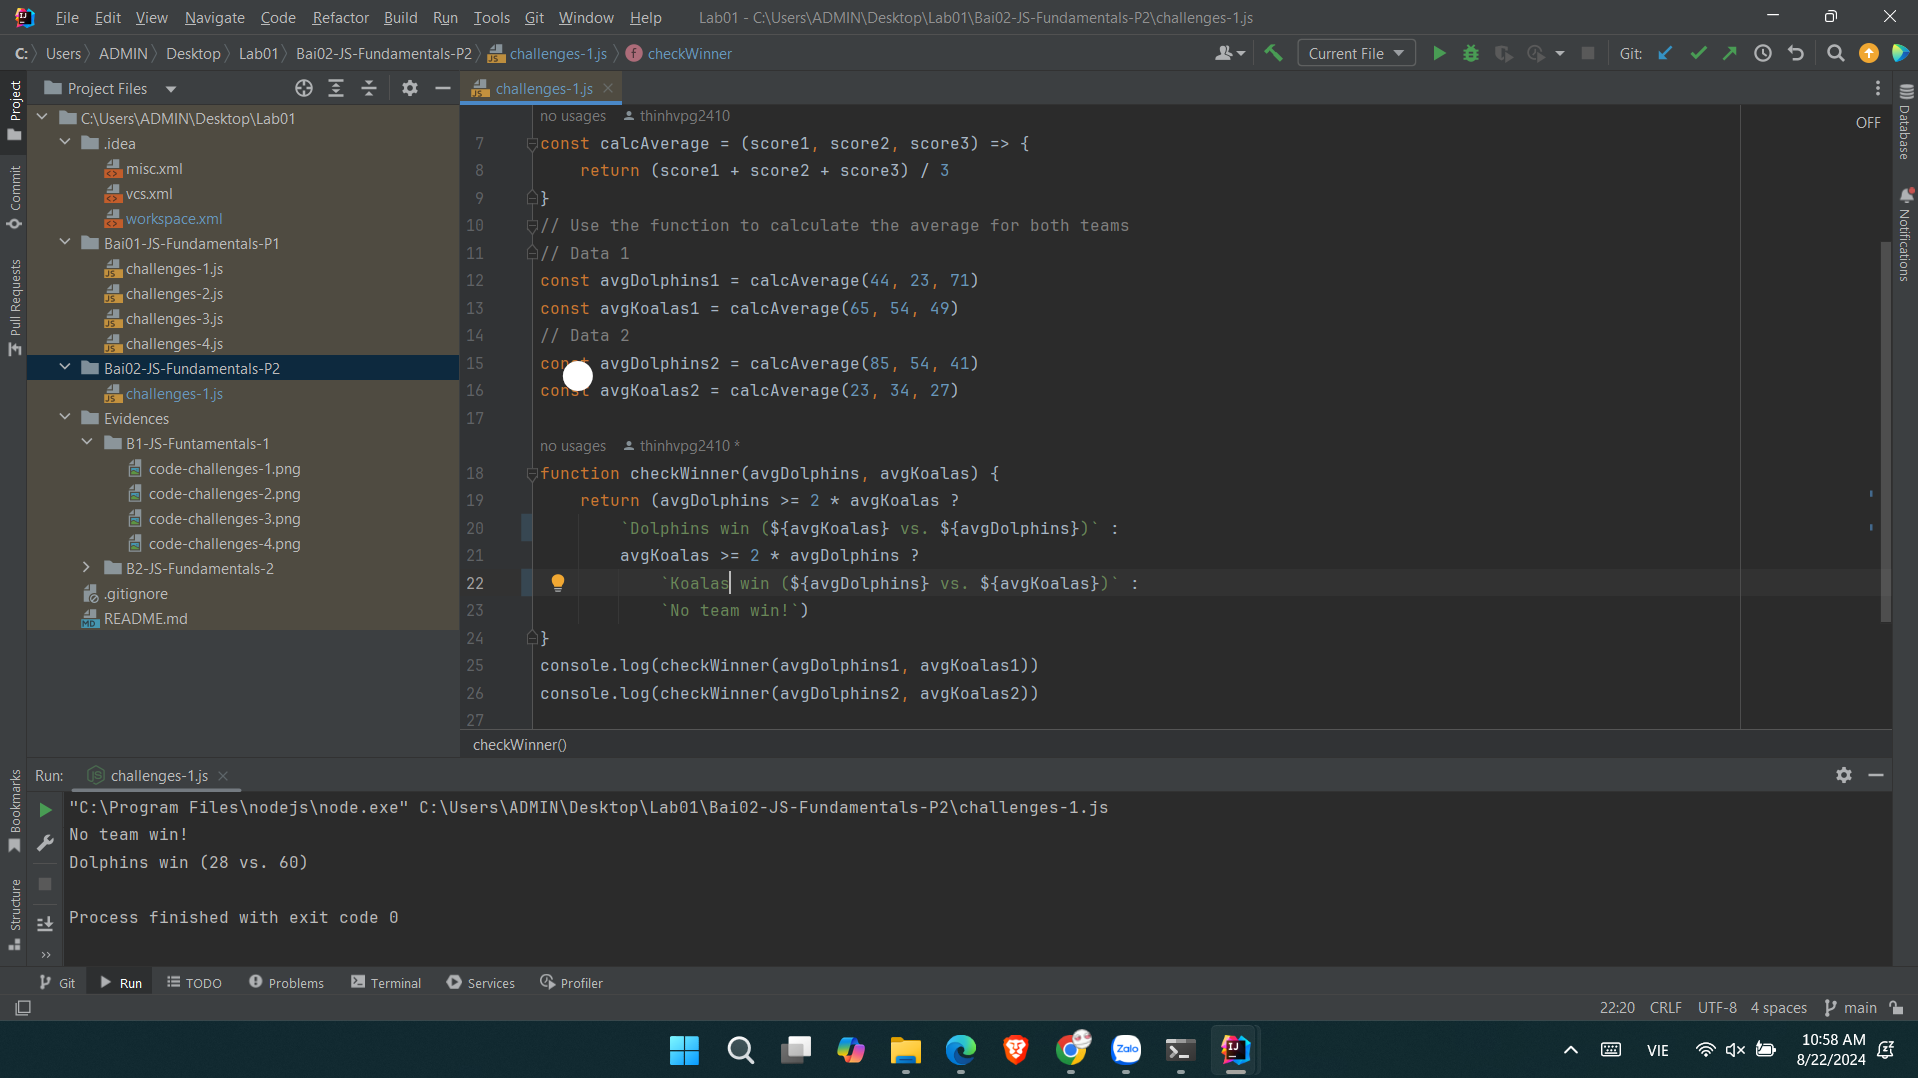 File Edit View Navigate Code Refactor Build Run Tools Git Window Help Lab01 - C:\Users\ADMIN\Desktop\Lab01\Bai02-JS-Fundamentals-P2\challenges-1.js
C: Users ADMIN Desktop Lab01 Bai02-JS-Fundamentals-P2 challenges-1.js checkWinner Current File Git:
Project Files
challenges-1.js
Project
Commit
Pull Requests
Bookmarks
Structure
C:\Users\ADMIN\Desktop\Lab01
.idea
misc.xml
vcs.xml
workspace.xml
Bai01-JS-Fundamentals-P1
challenges-1.js
challenges-2.js
challenges-3.js
challenges-4.js
Bai02-JS-Fundamentals-P2
challenges-1.js
Evidences
B1-JS-Funtamentals-1
code-challenges-1.png
code-challenges-2.png
code-challenges-3.png
code-challenges-4.png
B2-JS-Fundamentals-2
.gitignore
README.md
no usages thinhvpg2410
OFF
7 const calcAverage = (score1, score2, score3) => {
8 return (score1 + score2 + score3) / 3
9 }
10 // Use the function to calculate the average for both teams
11 // Data 1
12 const avgDolphins1 = calcAverage(44, 23, 71)
13 const avgKoalas1 = calcAverage(65, 54, 49)
14 // Data 2
15 const avgDolphins2 = calcAverage(85, 54, 41)
16 const avgKoalas2 = calcAverage(23, 34, 27)
17
no usages thinhvpg2410 *
18 function checkWinner(avgDolphins, avgKoalas) {
19 return (avgDolphins >= 2 * avgKoalas ?
20 `Dolphins win (${avgKoalas} vs. ${avgDolphins})` :
21 avgKoalas >= 2 * avgDolphins ?
22 `Koalas win (${avgDolphins} vs. ${avgKoalas})` :
23 `No team win!`)
24 }
25 console.log(checkWinner(avgDolphins1, avgKoalas1))
26 console.log(checkWinner(avgDolphins2, avgKoalas2))
27
checkWinner()
Database
Notifications
Run: challenges-1.js
"C:\Program Files\nodejs\node.exe" C:\Users\ADMIN\Desktop\Lab01\Bai02-JS-Fundamentals-P2\challenges-1.js
No team win!
Dolphins win (28 vs. 60)
Process finished with exit code 0
Git Run TODO Problems Terminal Services Profiler
22:20 CRLF UTF-8 4 spaces main
Zalo
VIE
10:58 AM
8/22/2024